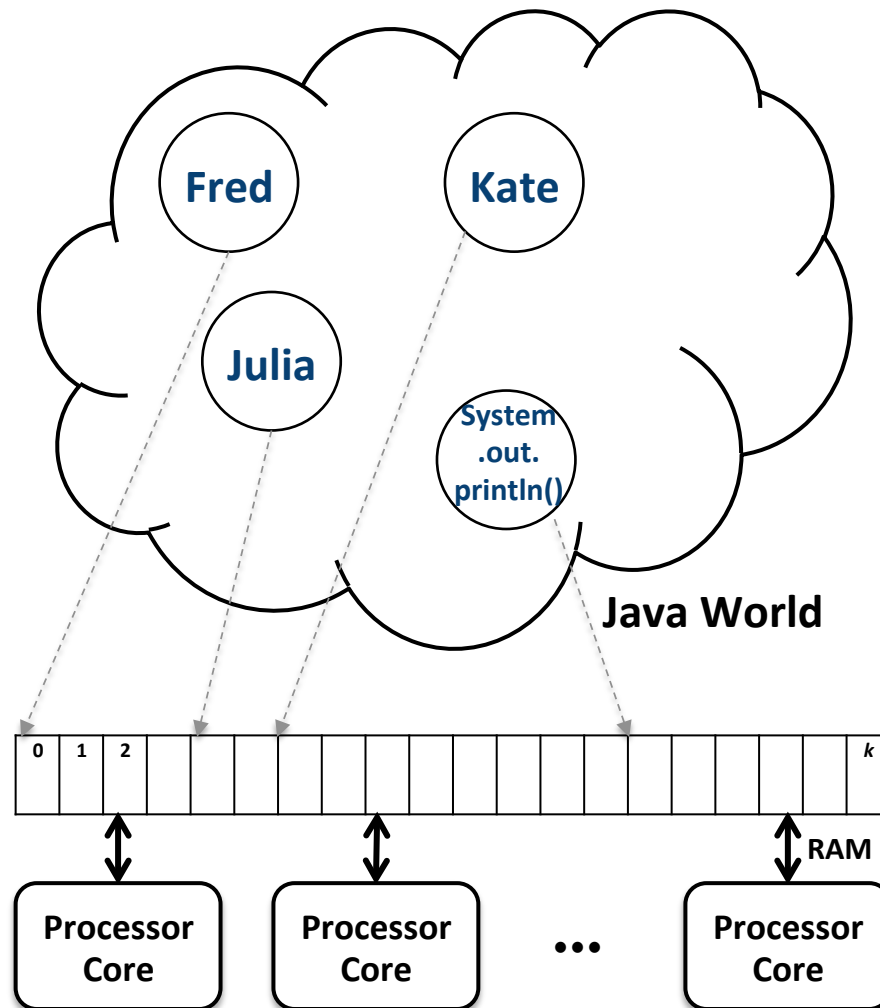 Fred
Kate
Julia
System
.out.
println()
Java World
0 1 2 k
RAM
Processor
Core
Processor
Core
•••
Processor
Core